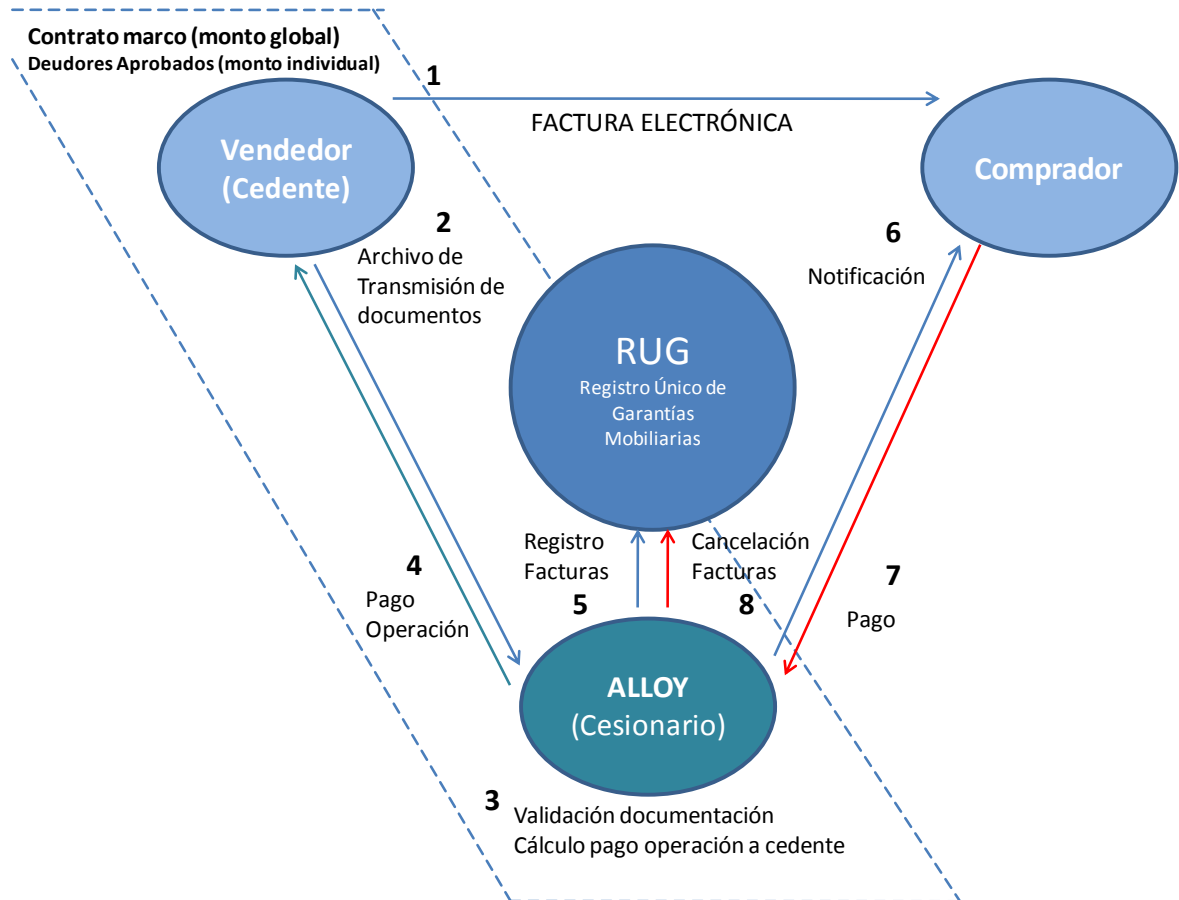 Contrato marco (monto global)
Deudores Aprobados (monto individual)
1
FACTURA ELECTRÓNICA
Vendedor
(Cedente)
Comprador
2
Archivo de
Transmisión de
documentos
6
Notificación
RUG
Registro Único de
Garantías
Mobiliarias
Registro
Facturas
5
Cancelación
Facturas
8
4
Pago
Operación
7
Pago
ALLOY
(Cesionario)
3
Validación documentación
Cálculo pago operación a cedente